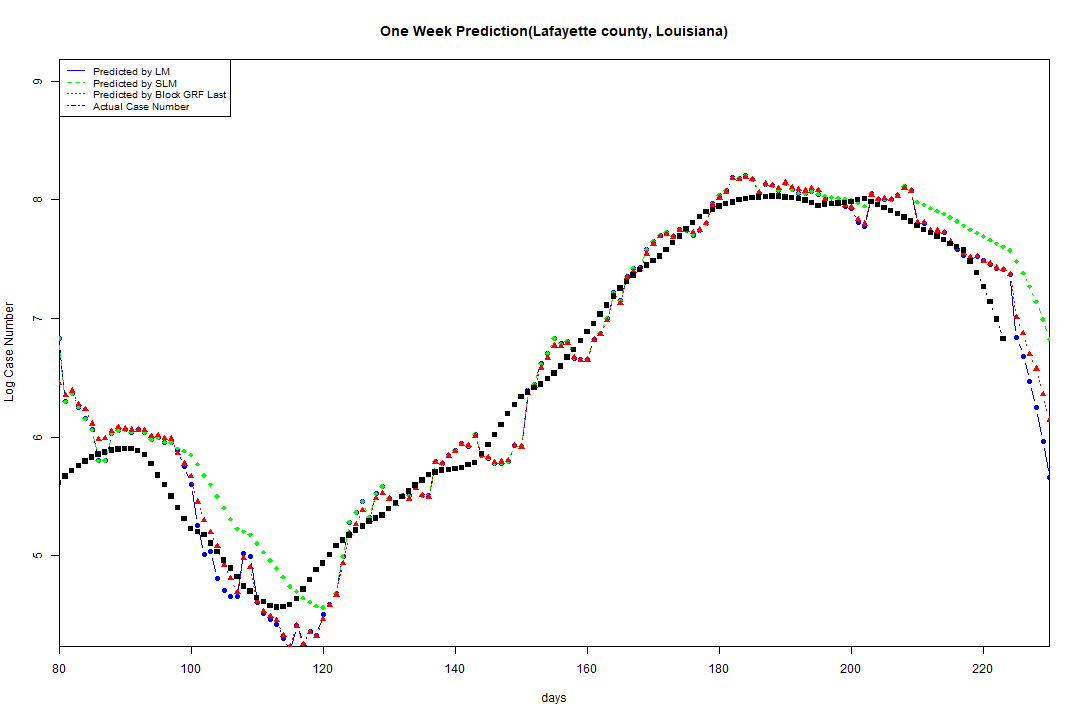 One Week Prediction(Lafayette county, Louisiana)
Predicted by LM
Predicted by SLM
Predicted by Block GRF Last
Actual Case Number
9
8
7
6
5
Log Case Number
80 100 120 140 160 180 200 220
days